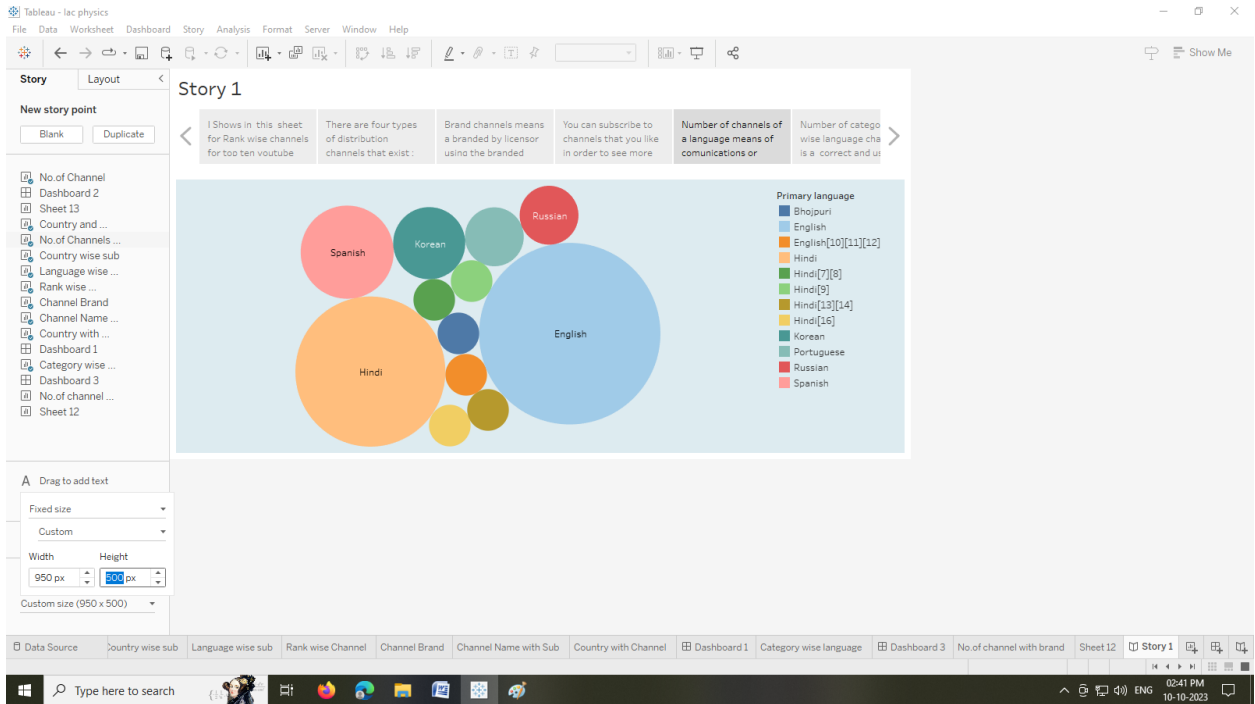 Tableau - lac physics
File Data Worksheet Dashboard Story Analysis Format Server Window Help
Show Me
Story Layout
New story point
Blank Duplicate
No.of Channel
Dashboard 2
Sheet 13
Country and ...
No.of Channels ...
Country wise sub
Language wise ...
Rank wise ...
Channel Brand
Channel Name ...
Country with ...
Dashboard 1
Category wise ...
Dashboard 3
No.of channel ...
Sheet 12
A Drag to add text
Fixed size
Custom
Width Height
950 px 500 px
Custom size (950 x 500)
Story 1
I Shows in this sheet
for Rank wise channels
for top ten youtube
There are four types
of distribution
channels that exist :
Brand channels means
a branded by licensor
using the branded
You can subscribe to
channels that you like
in order to see more
Number of channels of
a language means of
comunications or
Number of catego
wise language cha
is a correct and us
Russian
Korean
Spanish
English
Hindi
Primary language
Bhojpuri
English
English[10][11][12]
Hindi
Hindi[7][8]
Hindi[9]
Hindi[13][14]
Hindi[16]
Korean
Portuguese
Russian
Spanish
Data Source Country wise sub Language wise sub Rank wise Channel Channel Brand Channel Name with Sub Country with Channel Dashboard 1 Category wise language Dashboard 3 No.of channel with brand Sheet 12 Story 1
Type here to search
ENG
02:41 PM
10-10-2023